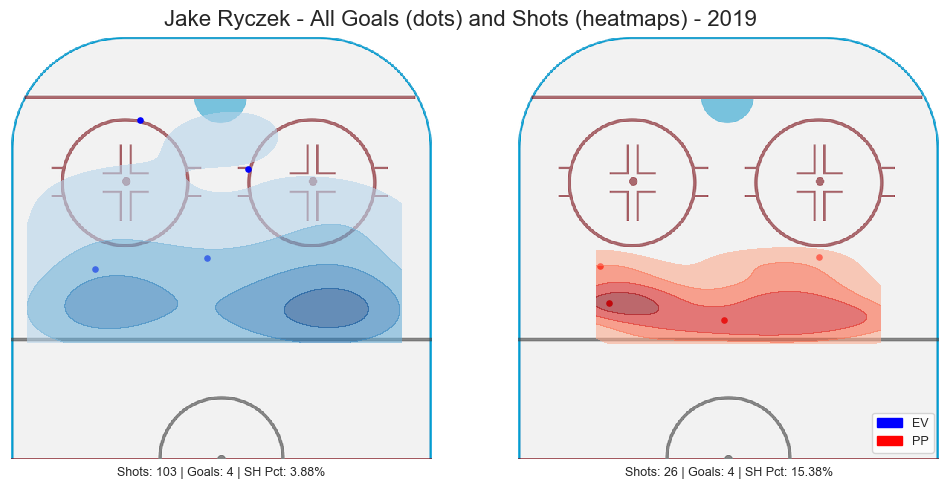 Jake Ryczek - All Goals (dots) and Shots (heatmaps) - 2019
EV
PP
Shots: 103 | Goals: 4 | SH Pct: 3.88%
Shots: 26 | Goals: 4 | SH Pct: 15.38%